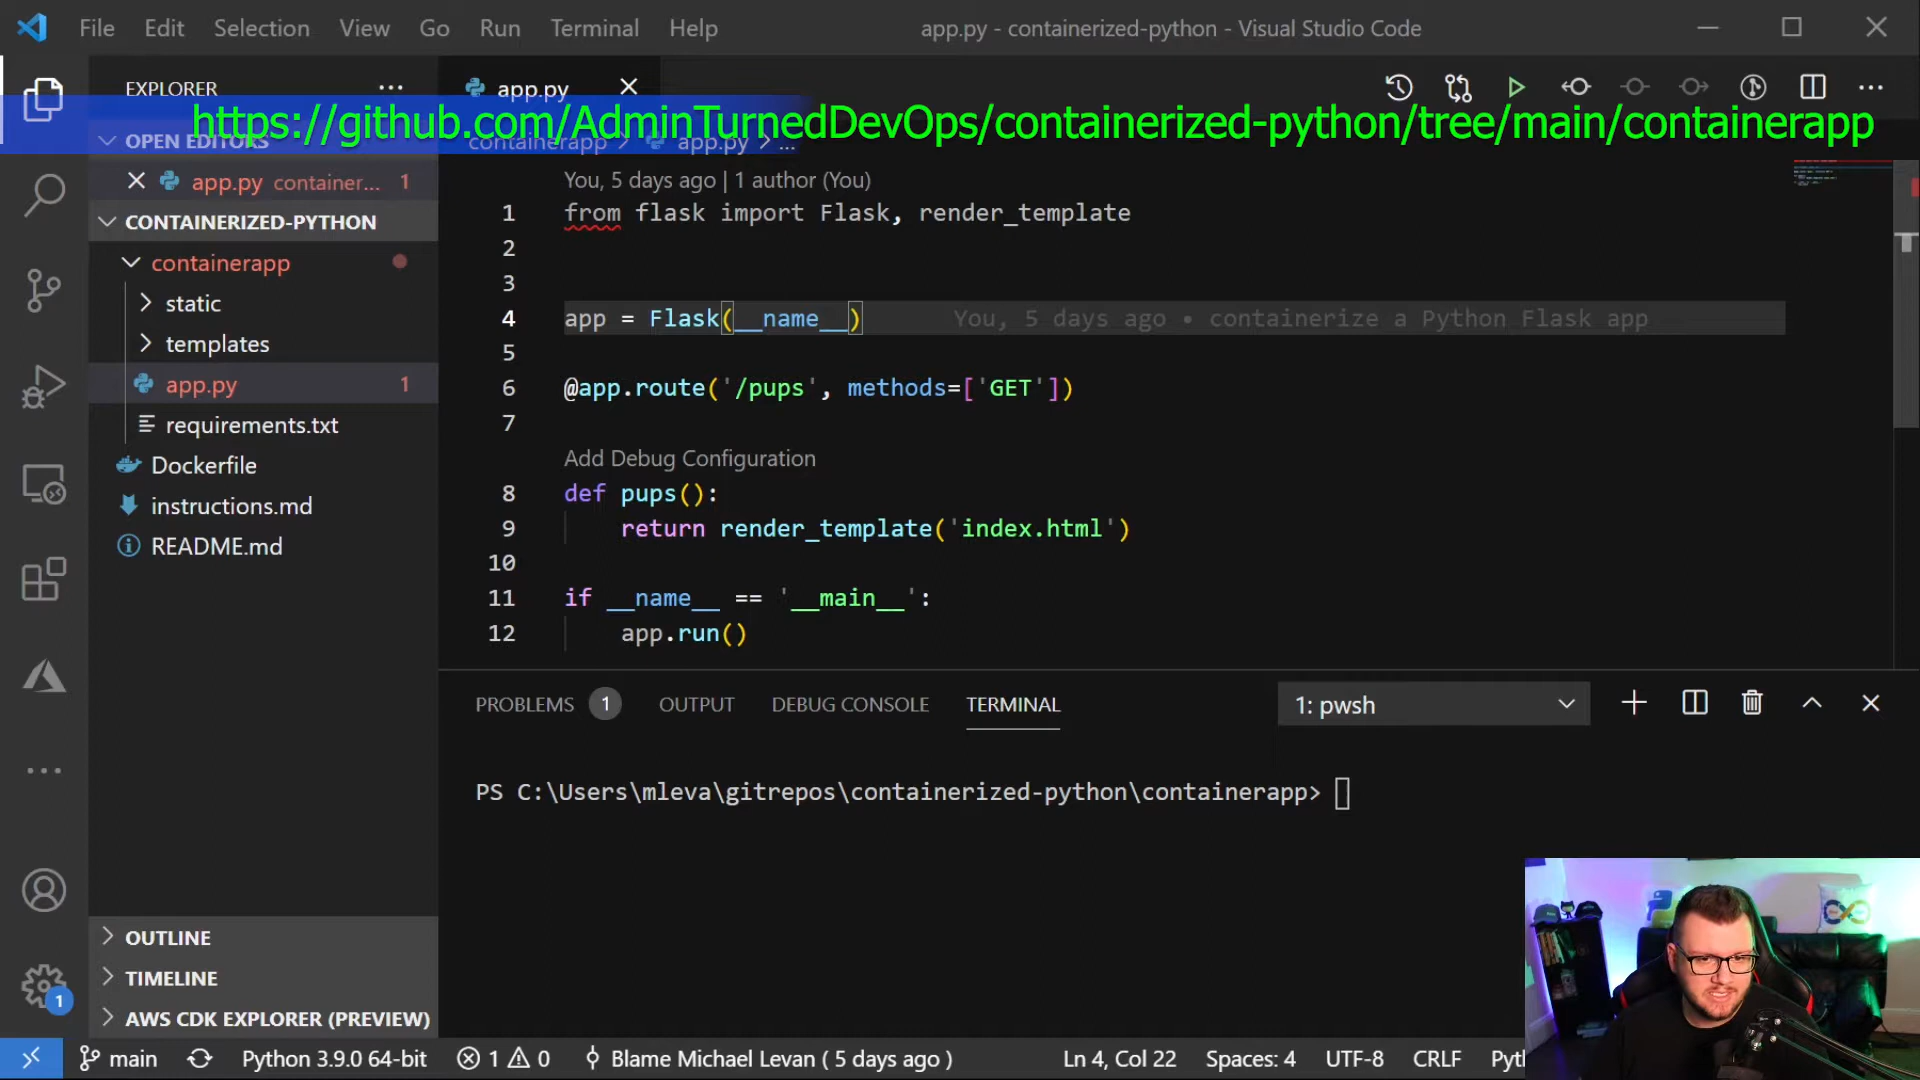 File Edit Selection View Go Run Terminal Help
app.py - containerized-python - Visual Studio Code
EXPLORER
app.py
https://github.com/AdminTurnedDevOps/containerized-python/tree/main/containerapp
OPEN EDITORS
containerapp > app.py > ...
app.py container... 1
CONTAINERIZED-PYTHON
containerapp
static
templates
app.py 1
requirements.txt
Dockerfile
instructions.md
README.md
You, 5 days ago | 1 author (You)
1 from flask import Flask, render_template
2
3
4 app = Flask(__name__) You, 5 days ago • containerize a Python Flask app
5
6 @app.route('/pups', methods=['GET'])
7
Add Debug Configuration
8 def pups():
9 return render_template('index.html')
10
11 if __name__ == '__main__':
12 app.run()
PROBLEMS 1 OUTPUT DEBUG CONSOLE TERMINAL 1: pwsh
PS C:\Users\mleva\gitrepos\containerized-python\containerapp>
OUTLINE
TIMELINE
AWS CDK EXPLORER (PREVIEW)
1
main Python 3.9.0 64-bit 1 0 Blame Michael Levan ( 5 days ago ) Ln 4, Col 22 Spaces: 4 UTF-8 CRLF Pyt